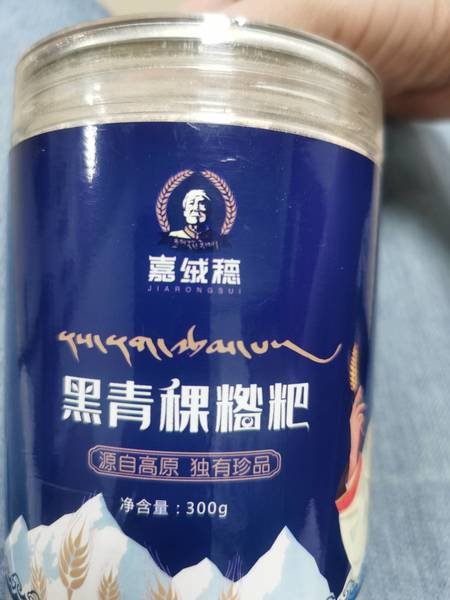 嘉绒穗
JIARONGSUI
黑青稞糌粑
源自高原 独有珍品
净含量：300g